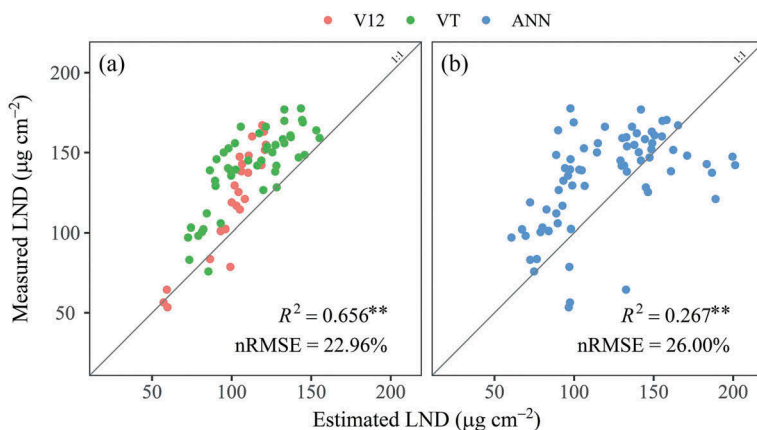 V12 VT ANN
Measured LND (μg cm⁻²)
200
150
100
50
(a)
1:1
R² = 0.656**
nRMSE = 22.96%
50 100 150 200
(b)
1:1
R² = 0.267**
nRMSE = 26.00%
50 100 150 200
Estimated LND (μg cm⁻²)